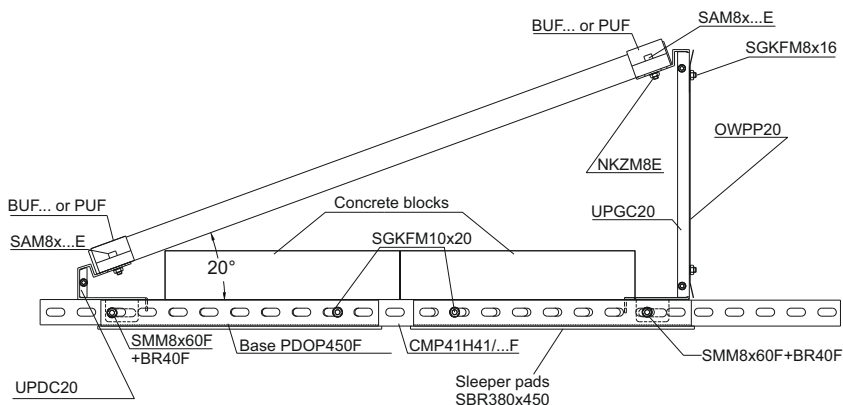 SAM8x...E
BUF... or PUF
SGKFM8x16
OWPP20
NKZM8E
Concrete blocks
UPGC20
BUF... or PUF
SGKFM10x20
SAM8x...E
20°
SMM8x60F
+BR40F
Base PDOP450F
CMP41H41/...F
SMM8x60F+BR40F
UPDC20
Sleeper pads
SBR380x450